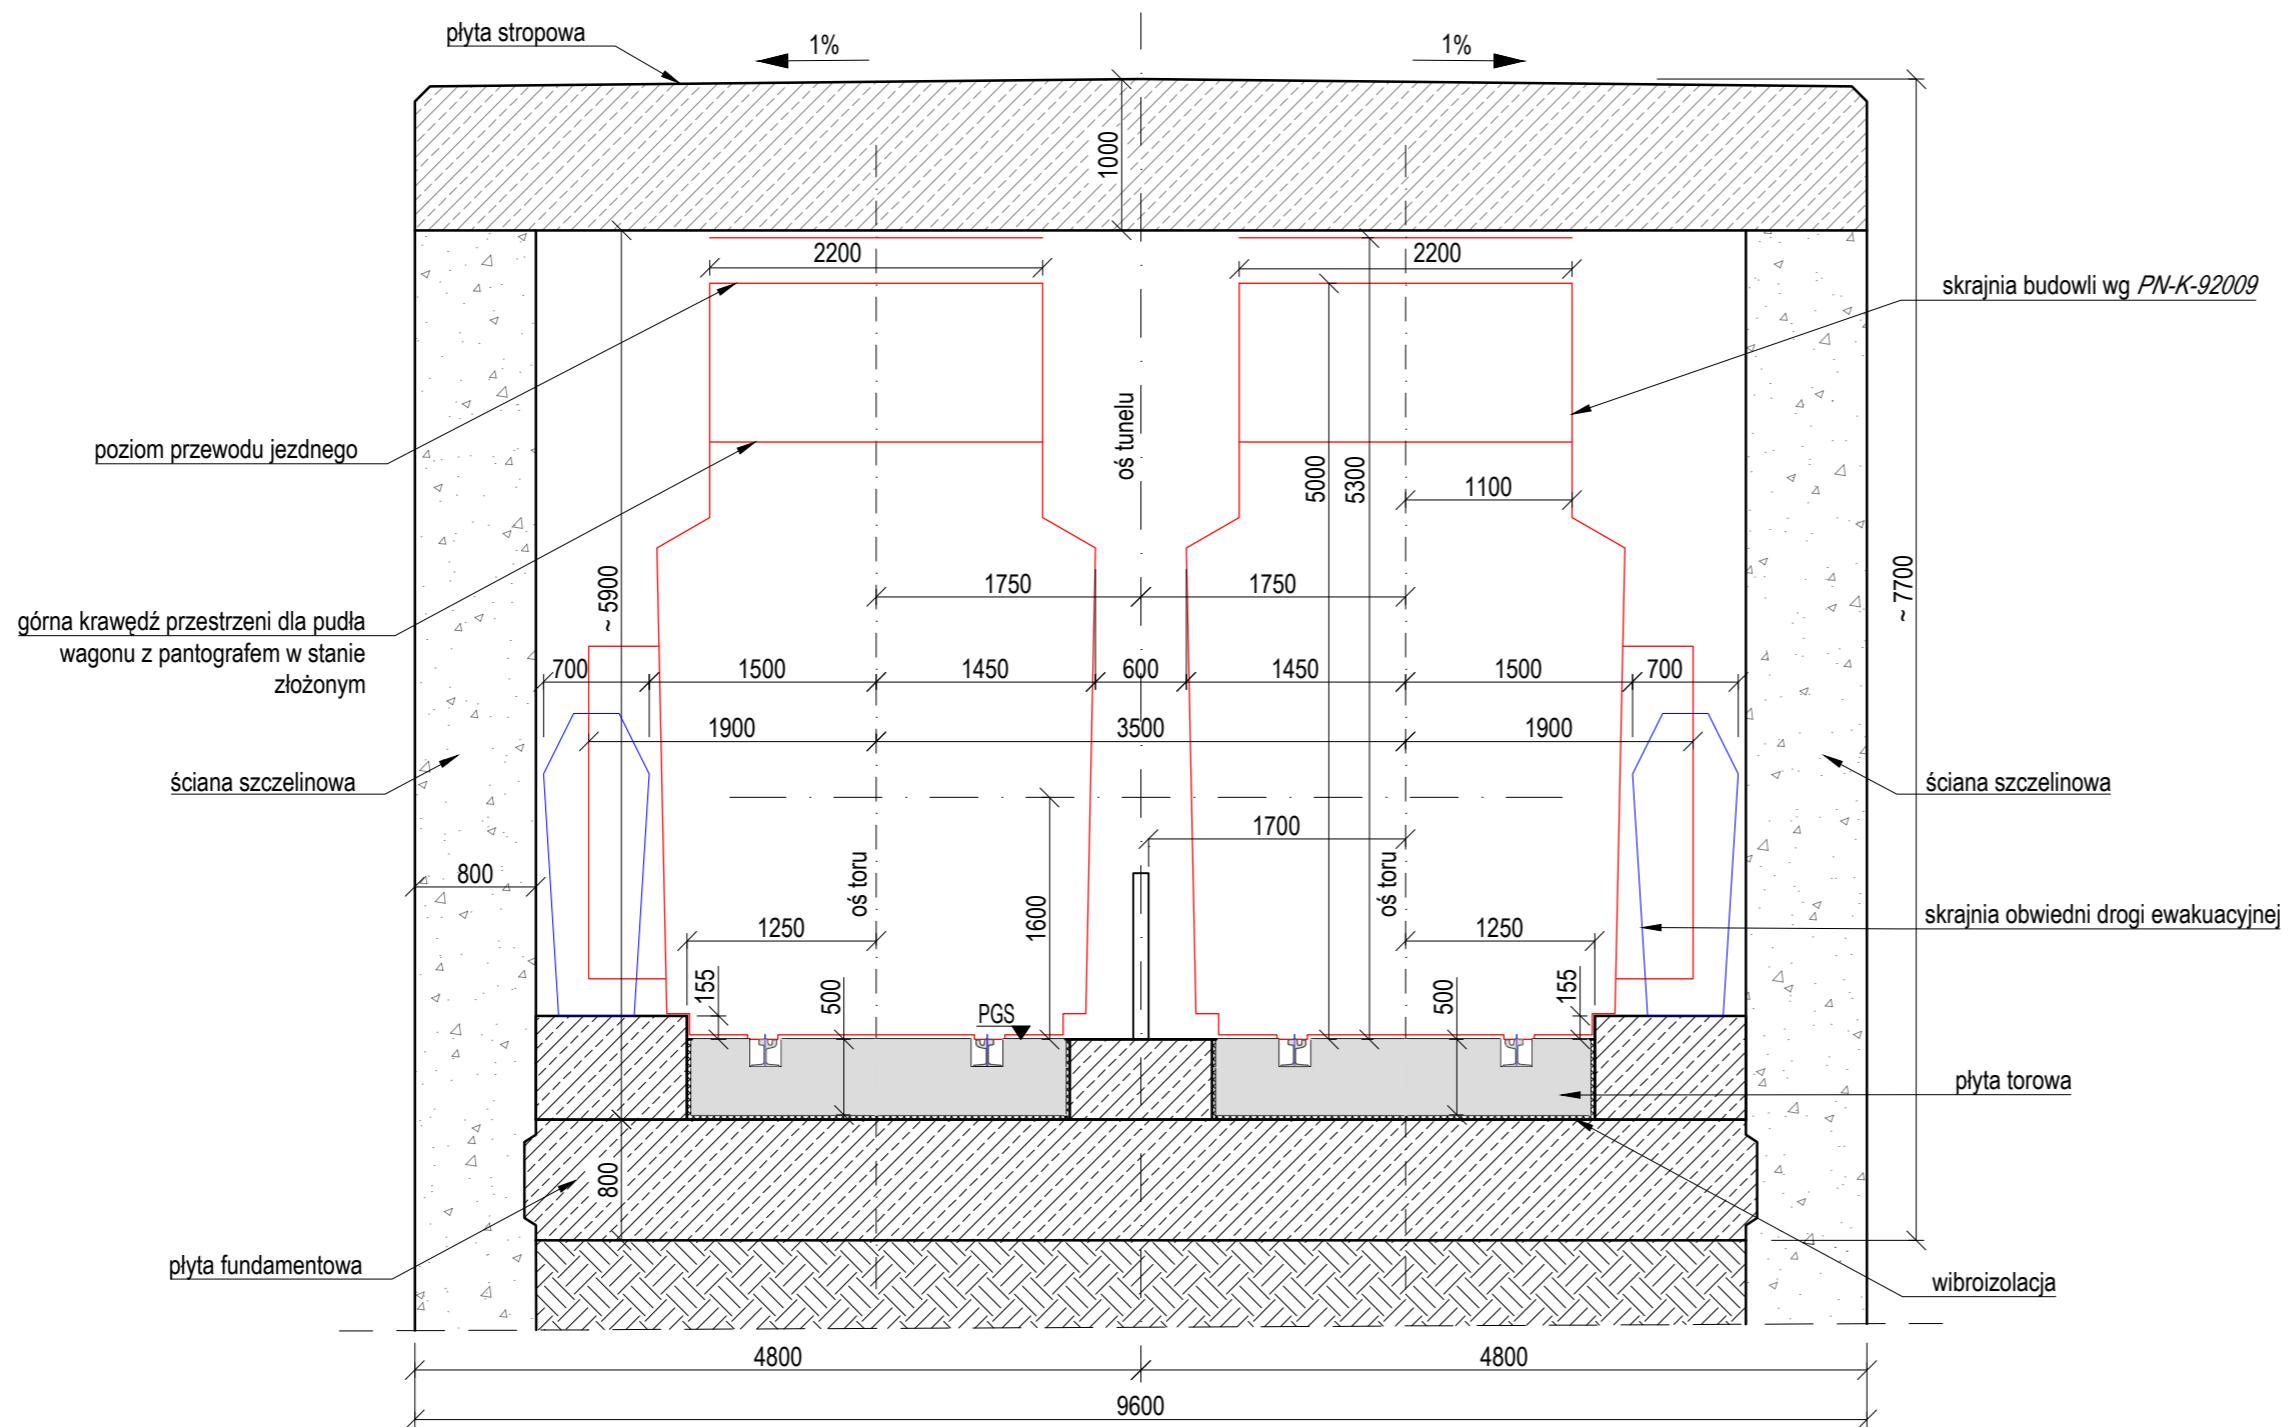 płyta stropowa
1%
1%
1000
2200
2200
skrajnia budowli wg PN-K-92009
poziom przewodu jezdnego
oś tunelu
5000
5300
1100
~ 5900
1750
1750
~ 7700
górna krawędź przestrzeni dla pudła
wagonu z pantografem w stanie
złożonym
700
1500
1450
600
1450
1500
700
1900
3500
1900
ściana szczelinowa
ściana szczelinowa
1700
800
oś toru
oś toru
1600
1250
1250
skrajnia obwiedni drogi ewakuacyjnej
155
500
PGS
500
155
płyta torowa
800
płyta fundamentowa
wibroizolacja
4800
4800
9600